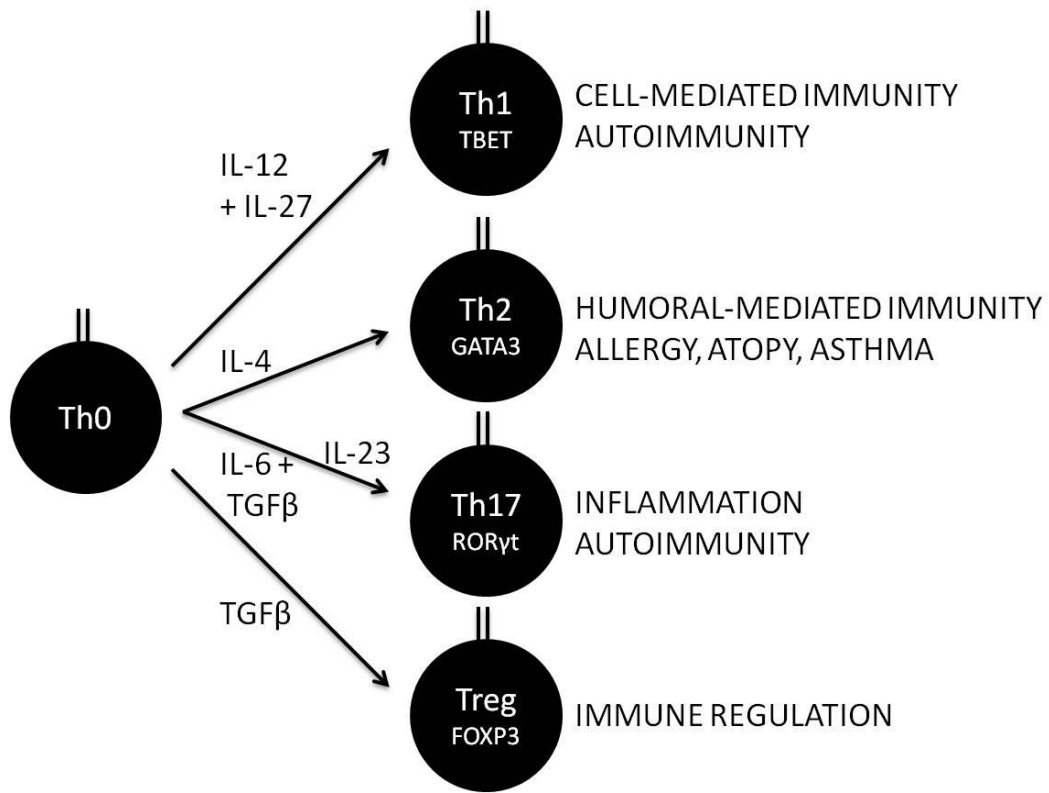 Th1
TBET
CELL-MEDIATED IMMUNITY
AUTOIMMUNITY
IL-12
+ IL-27
Th2
GATA3
HUMORAL-MEDIATED IMMUNITY
ALLERGY, ATOPY, ASTHMA
IL-4
Th0
IL-23
IL-6 +
TGFβ
Th17
RORγt
INFLAMMATION
AUTOIMMUNITY
TGFβ
Treg
FOXP3
IMMUNE REGULATION